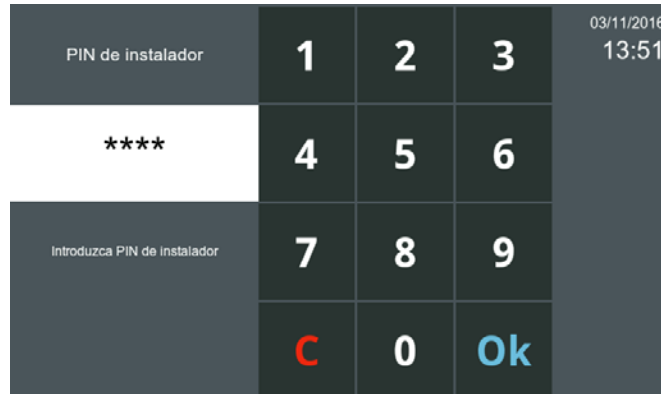 PIN de instalador
1 2 3
03/11/2016
13:51
****
4 5 6
Introduzca PIN de instalador
7 8 9
C 0 Ok